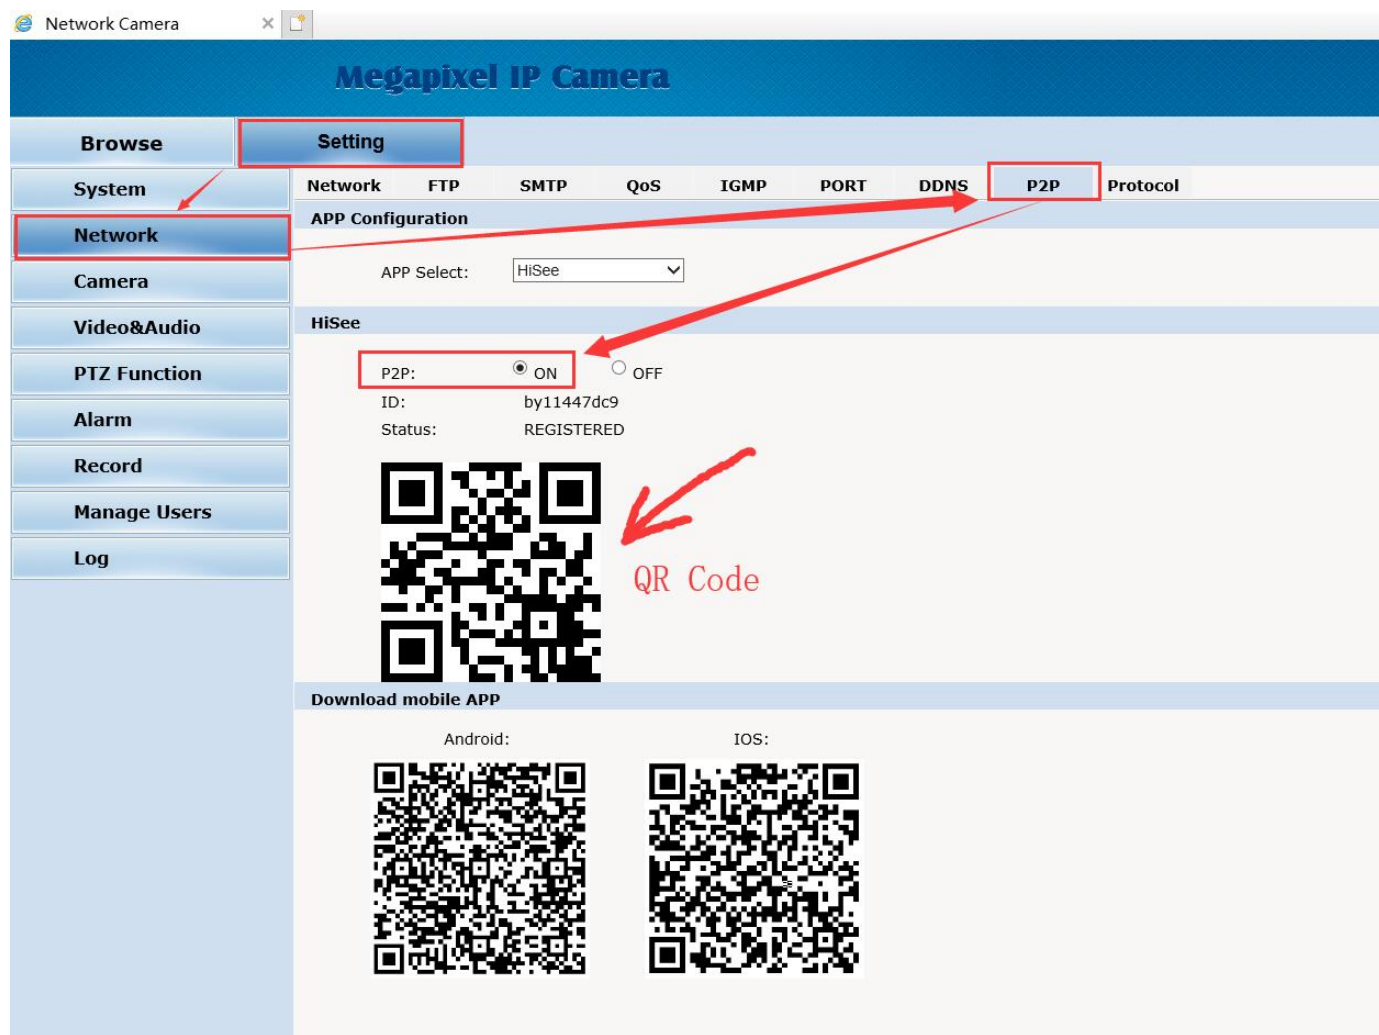 Network Camera
Megapixel IP Camera
Browse Setting
System
Network
Camera
Video&Audio
PTZ Function
Alarm
Record
Manage Users
Log
Network FTP SMTP QoS IGMP PORT DDNS P2P Protocol
APP Configuration
APP Select: HiSee
HiSee
P2P: ON OFF
ID: by11447dc9
Status: REGISTERED
QR Code
Download mobile APP
Android: IOS: